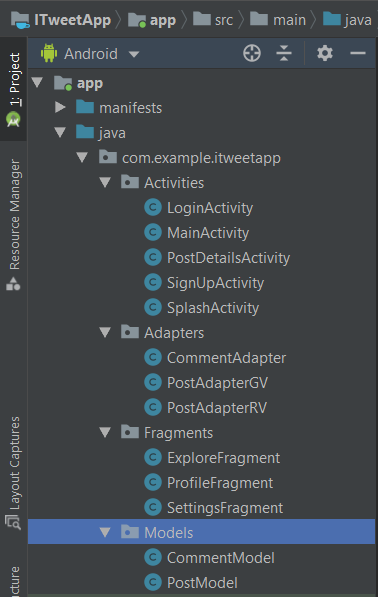 ITweetApp app src main java
Android
1: Project
Resource Manager
Layout Captures
cture
app
manifests
java
com.example.itweetapp
Activities
LoginActivity
MainActivity
PostDetailsActivity
SignUpActivity
SplashActivity
Adapters
CommentAdapter
PostAdapterGV
PostAdapterRV
Fragments
ExploreFragment
ProfileFragment
SettingsFragment
Models
CommentModel
PostModel